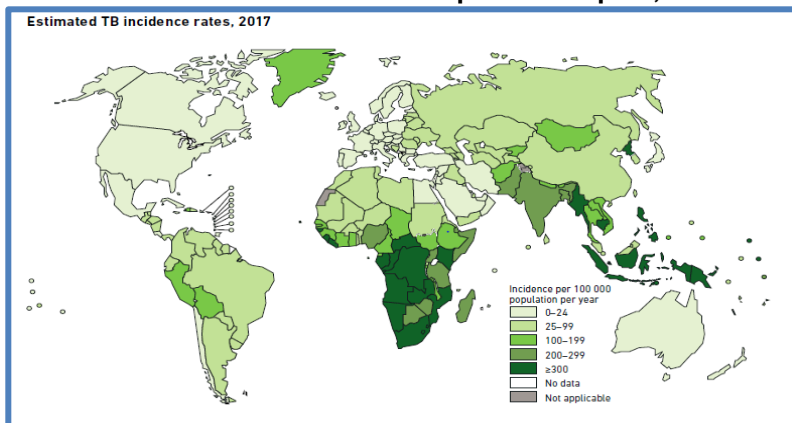 Estimated TB incidence rates, 2017
Incidence per 100 000
population per year
0–24
25–99
100–199
200–299
≥300
No data
Not applicable